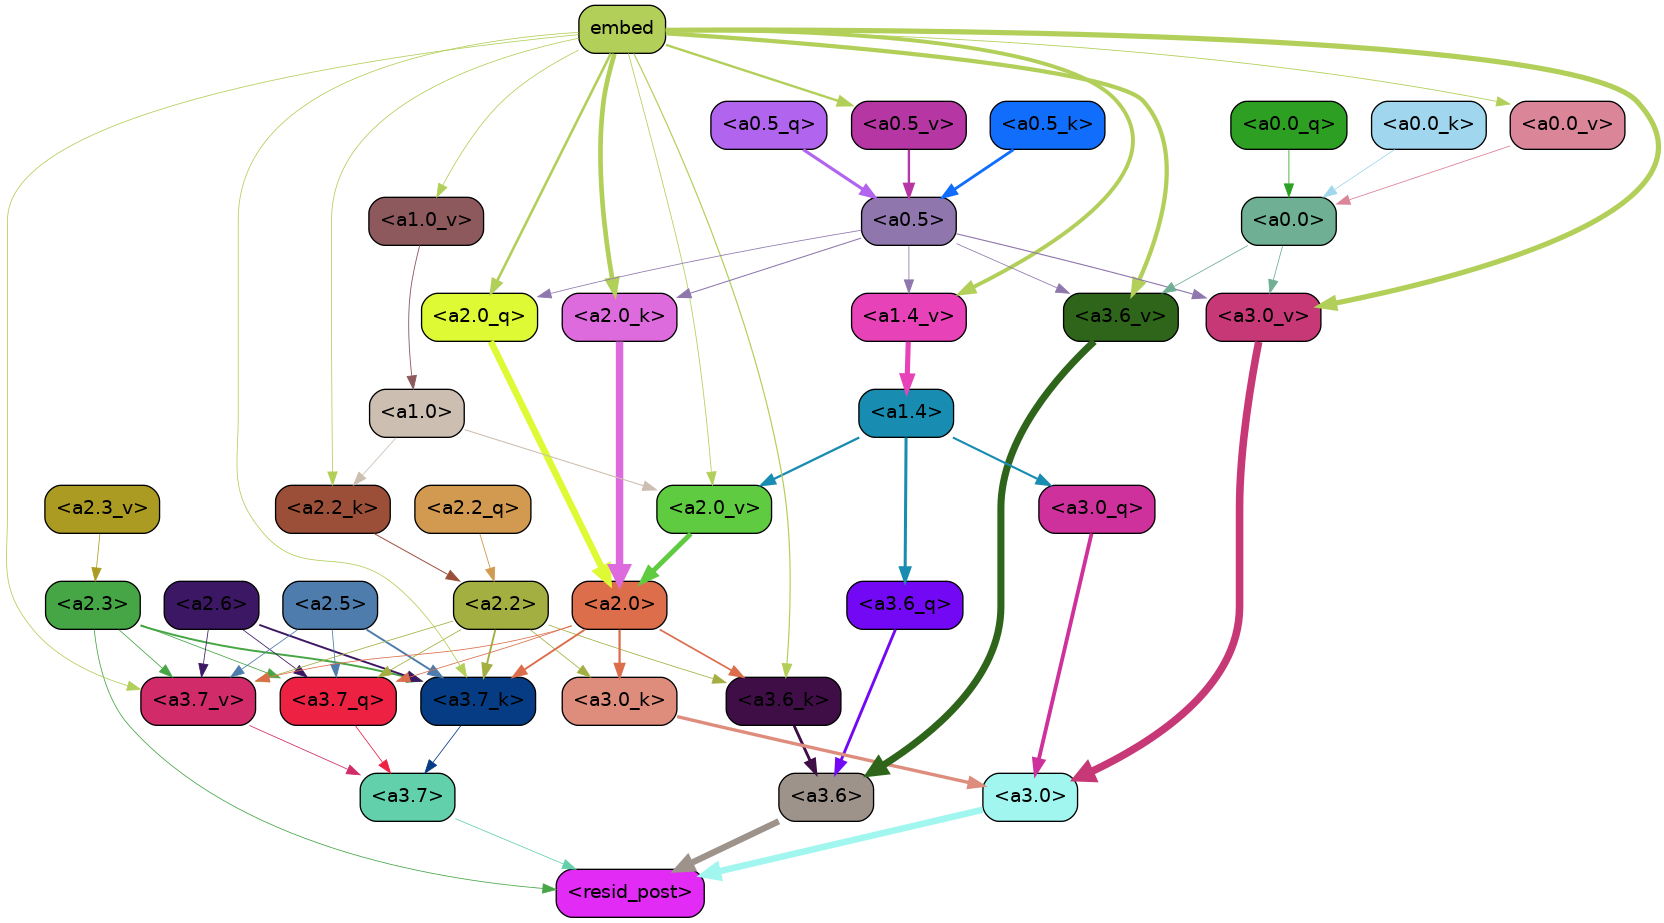 embed
<a0.5_q>
<a0.5_v>
<a0.5_k>
<a0.0_q>
<a0.0_k>
<a0.0_v>
<a1.0_v>
<a0.5>
<a0.0>
<a2.0_q>
<a2.0_k>
<a1.4_v>
<a3.6_v>
<a3.0_v>
<a1.0>
<a1.4>
<a2.3_v>
<a2.2_k>
<a2.2_q>
<a2.0_v>
<a3.0_q>
<a2.3>
<a2.6>
<a2.5>
<a2.2>
<a2.0>
<a3.6_q>
<a3.7_v>
<a3.7_q>
<a3.7_k>
<a3.0_k>
<a3.6_k>
<a3.7>
<a3.6>
<a3.0>
<resid_post>